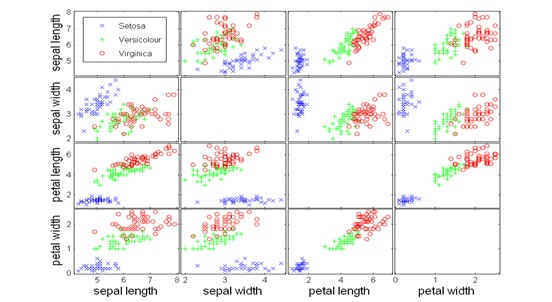 Setosa
Versicolour
Virginica
sepal length
8
7
6
5
sepal width
4
3
2
petal length
6
4
2
petal width
2
1
0
5 6 7 8 2 3 4 2 4 6 0 1 2
sepal length sepal width petal length petal width